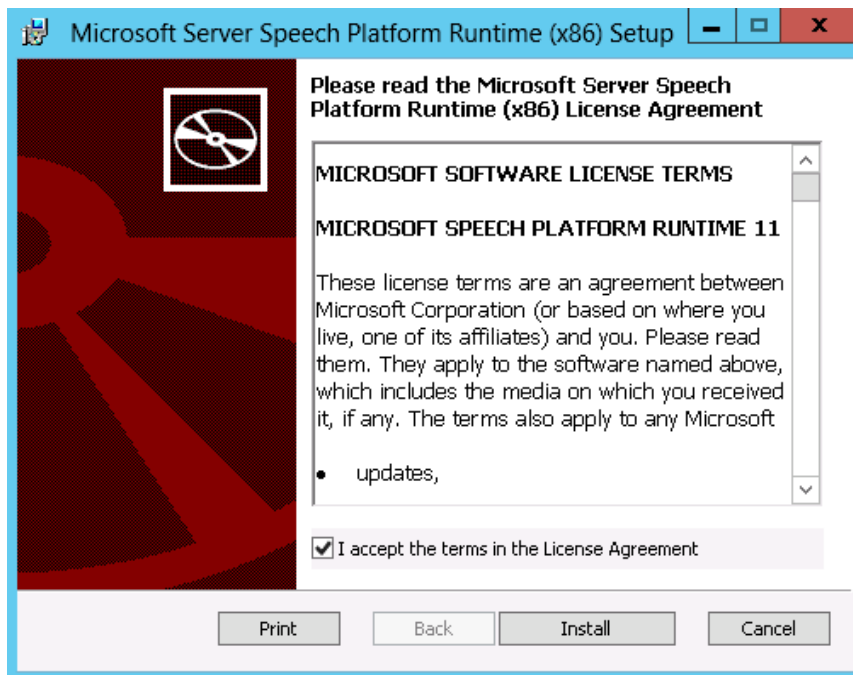 Microsoft Server Speech Platform Runtime (x86) Setup
Please read the Microsoft Server Speech
Platform Runtime (x86) License Agreement
MICROSOFT SOFTWARE LICENSE TERMS
MICROSOFT SPEECH PLATFORM RUNTIME 11
These license terms are an agreement between
Microsoft Corporation (or based on where you
live, one of its affiliates) and you. Please read
them. They apply to the software named above,
which includes the media on which you received
it, if any. The terms also apply to any Microsoft
• updates,
I accept the terms in the License Agreement
Print Back Install Cancel